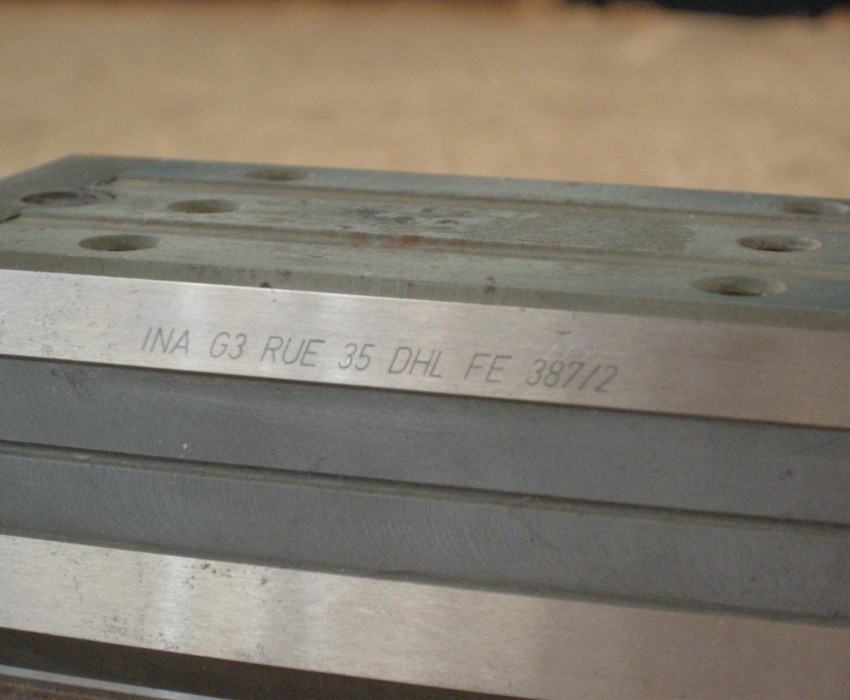 INA G3 RUE 35 DHL FE 387/2